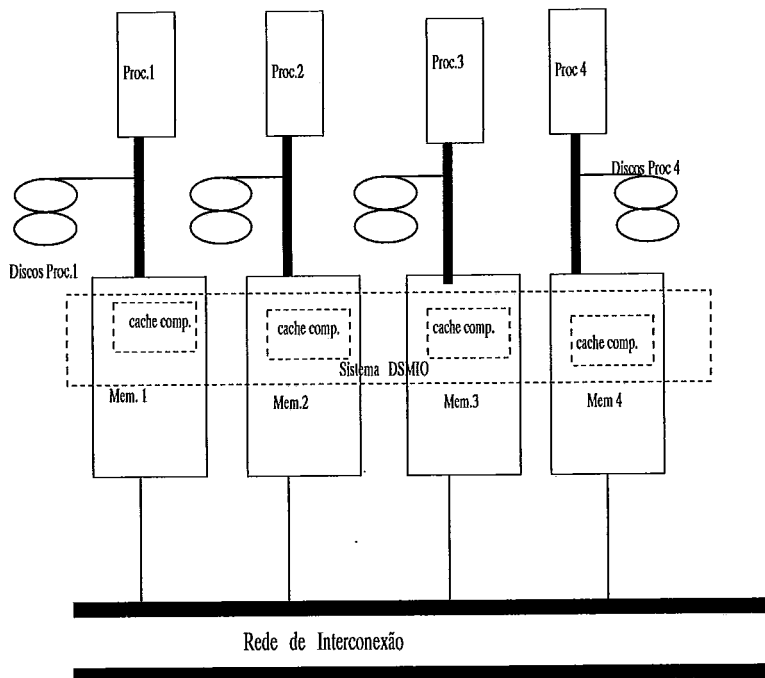 Proc.1
Proc.2
Proc.3
Proc 4
Discos Proc 4
Discos Proc.1
cache comp.
cache comp.
cache comp.
cache comp.
Sistema DSMIO
Mem. 1
Mem.2
Mem.3
Mem 4
Rede de Interconexão